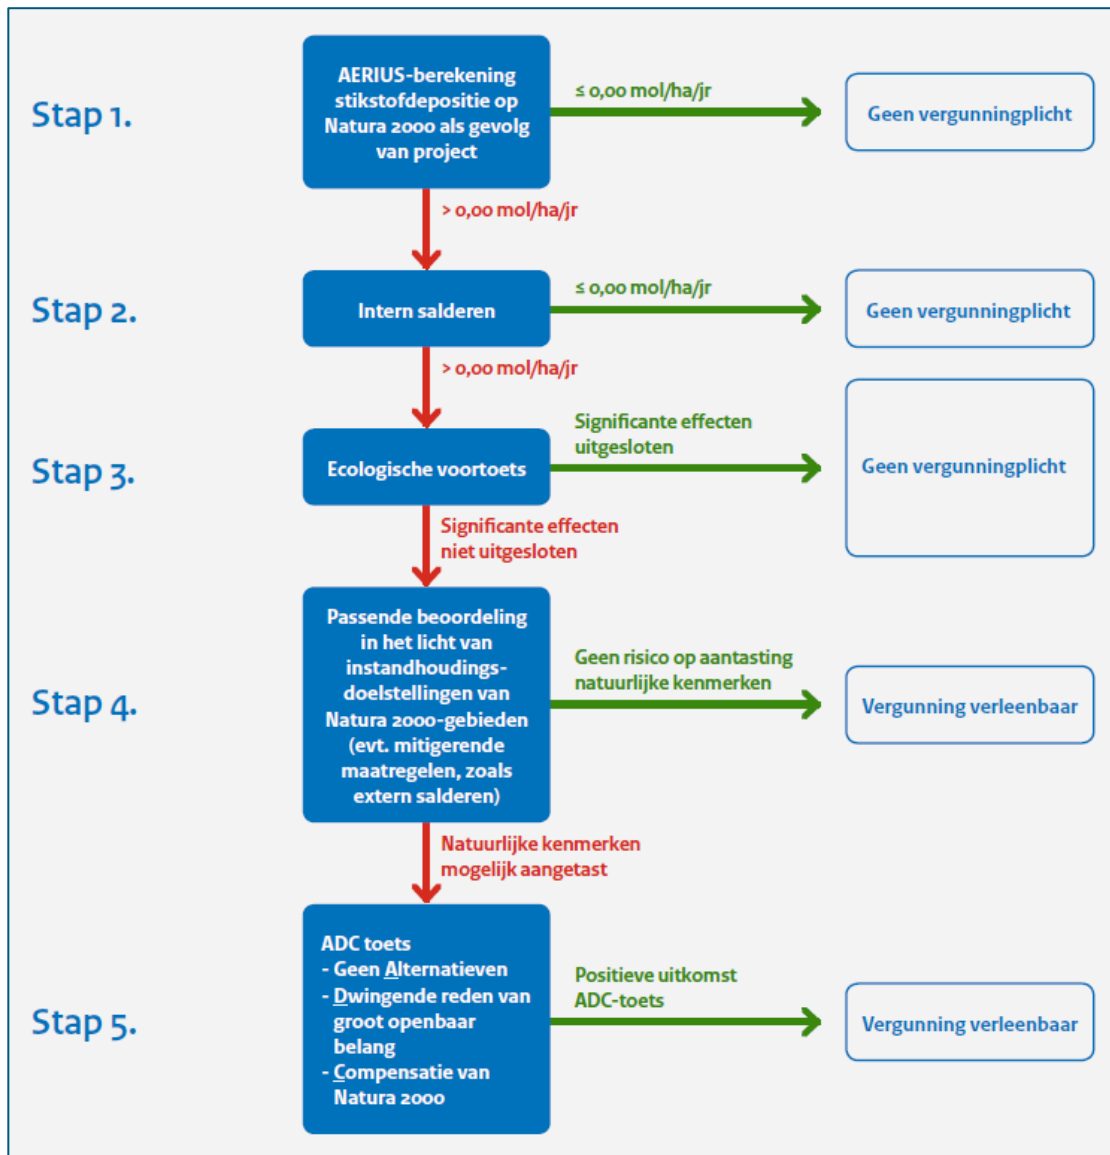 Stap 1.
AERIUS-berekening
stikstofdepositie op
Natura 2000 als gevolg
van project
≤ 0,00 mol/ha/jr
Geen vergunningplicht
> 0,00 mol/ha/jr
Stap 2.
Intern salderen
≤ 0,00 mol/ha/jr
Geen vergunningplicht
> 0,00 mol/ha/jr
Stap 3.
Ecologische voortoets
Significante effecten
uitgesloten
Geen vergunningplicht
Significante effecten
niet uitgesloten
Stap 4.
Passende beoordeling
in het licht van
instandhoudings-
doelstellingen van
Natura 2000-gebieden
(evt. mitigerende
maatregelen, zoals
extern salderen)
Geen risico op aantasting
natuurlijke kenmerken
Vergunning verleenbaar
Natuurlijke kenmerken
mogelijk aangetast
Stap 5.
ADC toets
- Geen Alternatieven
- Dwingende reden van
groot openbaar
belang
- Compensatie van
Natura 2000
Positieve uitkomst
ADC-toets
Vergunning verleenbaar